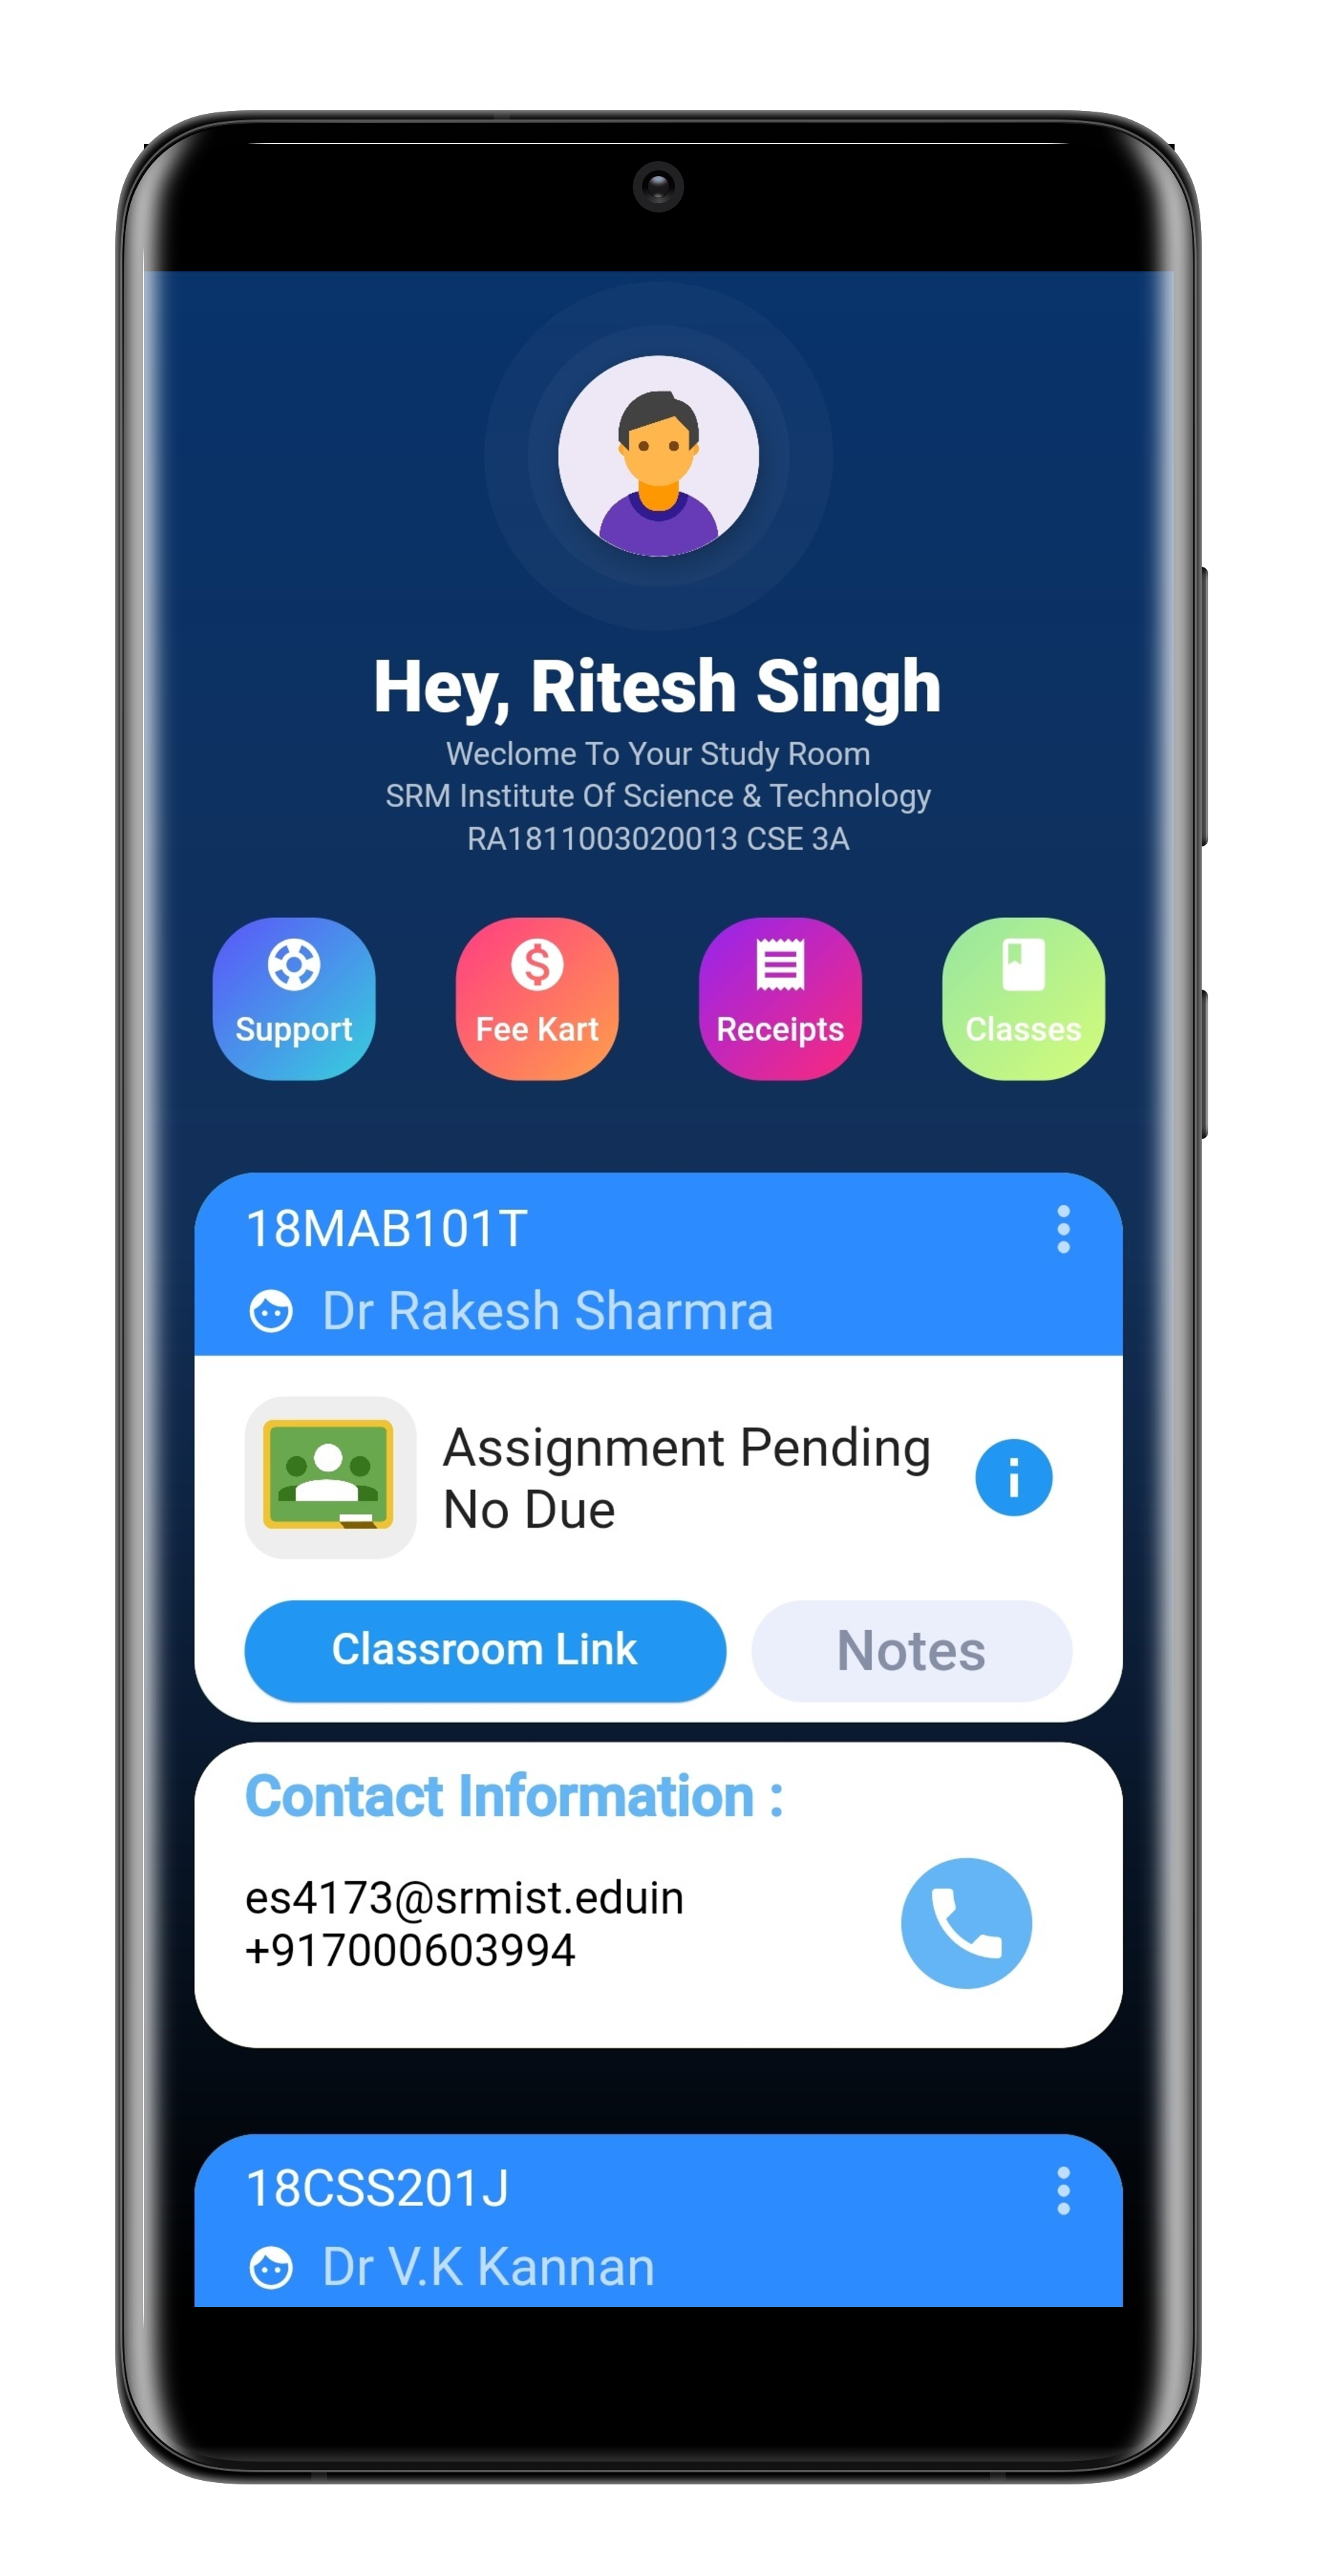 Hey, Ritesh Singh
Weclome To Your Study Room
SRM Institute Of Science & Technology
RA1811003020013 CSE 3A
Support
Fee Kart
Receipts
Classes
18MAB101T
Dr Rakesh Sharmra
Assignment Pending
No Due
Classroom Link
Notes
Contact Information :
es4173@srmist.eduin
+917000603994
18CSS201J
Dr V.K Kannan